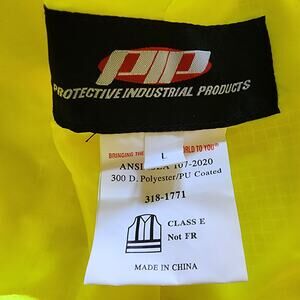 PIP
PROTECTIVE INDUSTRIAL PRODUCTS
BRINGING THE WORLD TO YOU
L
107-2020
300 D. Polyester/PU Coated
318-1771
CLASS E
Not FR
MADE IN CHINA